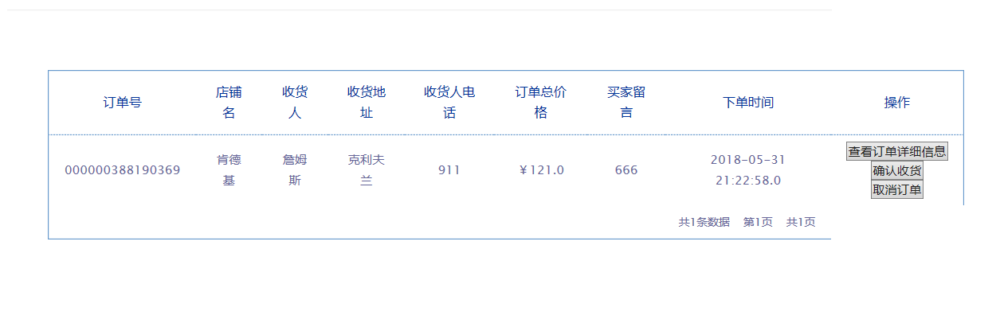 订单号
店铺
名
收货
人
收货地
址
收货人电
话
订单总价
格
买家留
言
下单时间
操作
000000388190369
肯德
基
詹姆
斯
克利夫
兰
911
￥121.0
666
2018-05-31
21:22:58.0
查看订单详细信息
确认收货
取消订单
共1条数据 第1页 共1页